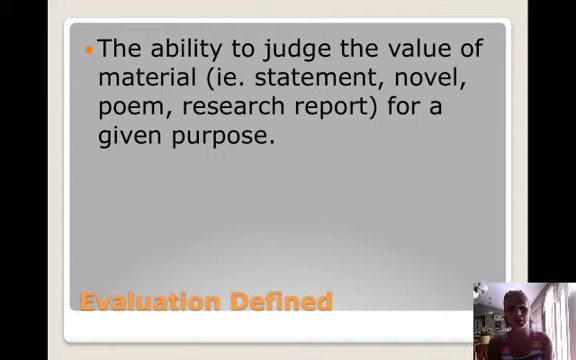 The ability to judge the value of
material (ie. statement, novel,
poem, research report) for a
given purpose.
Evaluation Defined